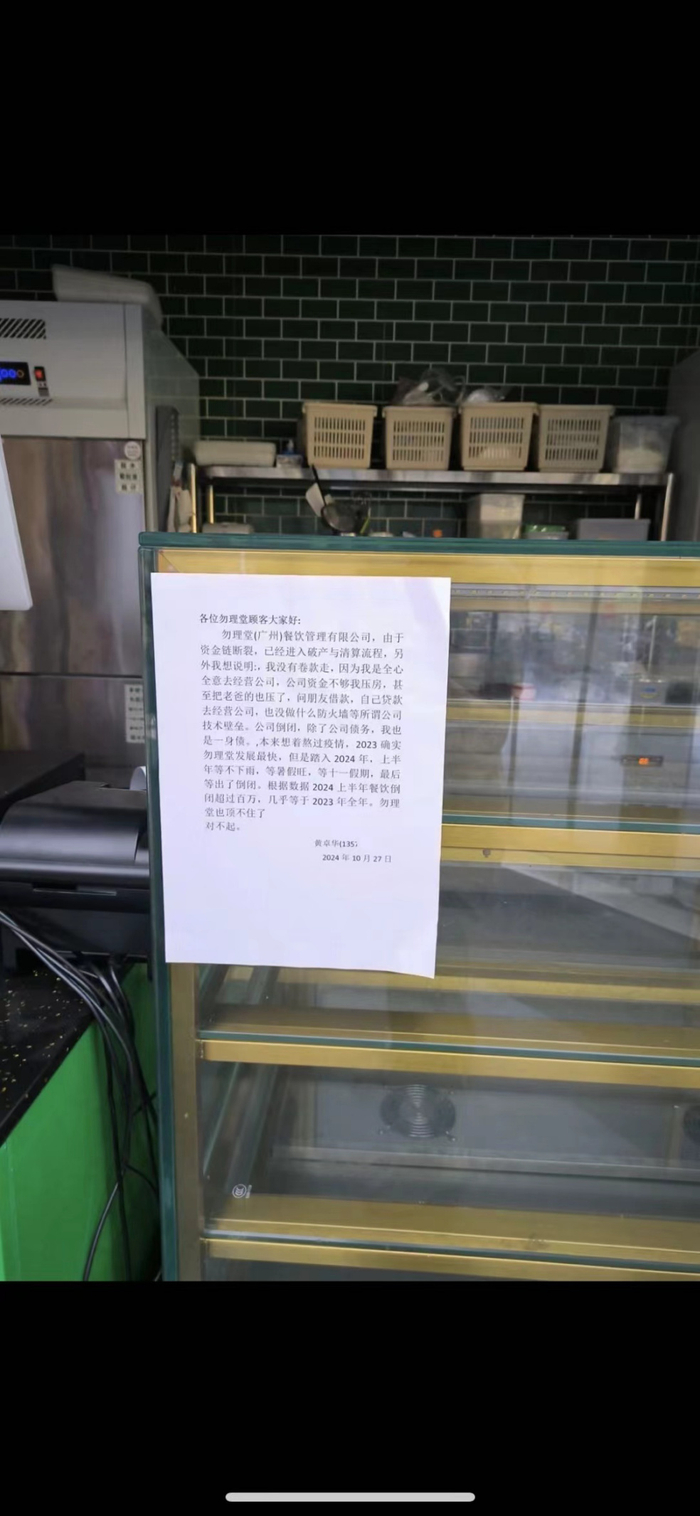 各位勿理堂顾客大家好:
勿理堂(广州)餐饮管理有限公司，由于
资金链断裂，已经进入破产与清算流程，另
外我想说明:，我没有卷款走，因为我是全心
全意去经营公司，公司资金不够我压房，甚
至把老爸的也压了，问朋友借款，自己贷款
去经营公司，也没做什么防火墙等所谓公司
技术壁垒。公司倒闭，除了公司债务，我也
是一身债。,本来想着熬过疫情，2023 确实
勿理堂发展最快，但是踏入 2024 年，上半
年等不下雨，等暑假旺，等十一假期，最后
等出了倒闭。根据数据 2024 上半年餐饮倒
闭超过百万，几乎等于 2023 年全年。勿理
堂也顶不住了
对不起。
黄卓华(135
2024 年 10 月 27 日